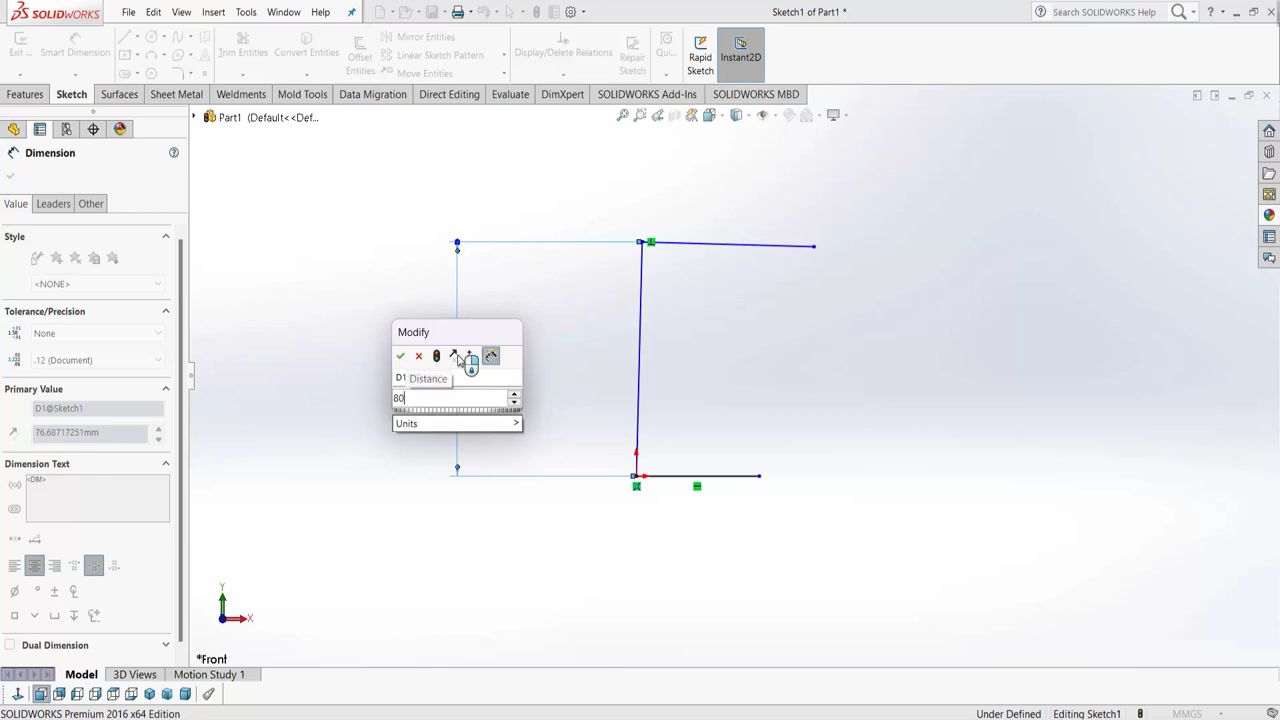 SOLIDWORKS File Edit View Insert Tools Window Help Sketch1 of Part1 * Search SOLIDWORKS Help ?
Exit... Smart Dimension Trim Entities Convert Entities Offset Entities Mirror Entities Linear Sketch Pattern Move Entities Display/Delete Relations Repair Sketch Qui... Rapid Sketch Instant2D
Features Sketch Surfaces Sheet Metal Weldments Mold Tools Data Migration Direct Editing Evaluate DimXpert SOLIDWORKS Add-Ins SOLIDWORKS MBD
Part1 (Default<<Def...
Dimension ?
Value Leaders Other
Style
<NONE>
Tolerance/Precision
None
.12 (Document)
Primary Value
D1@Sketch1
76.68717251mm
Dimension Text
<DIM>
Dual Dimension
Modify
D1 Distance
80
Units >
Y
X
*Front
Model 3D Views Motion Study 1
SOLIDWORKS Premium 2016 x64 Edition Under Defined Editing Sketch1 MMGS